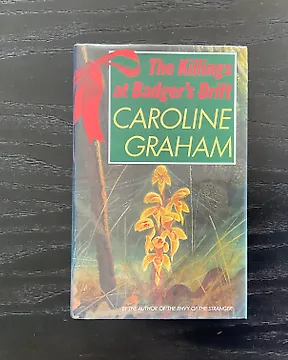 The Killings
at Badger's Drift
CAROLINE
GRAHAM
BY THE AUTHOR OF THE ENVY OF THE STRANGER